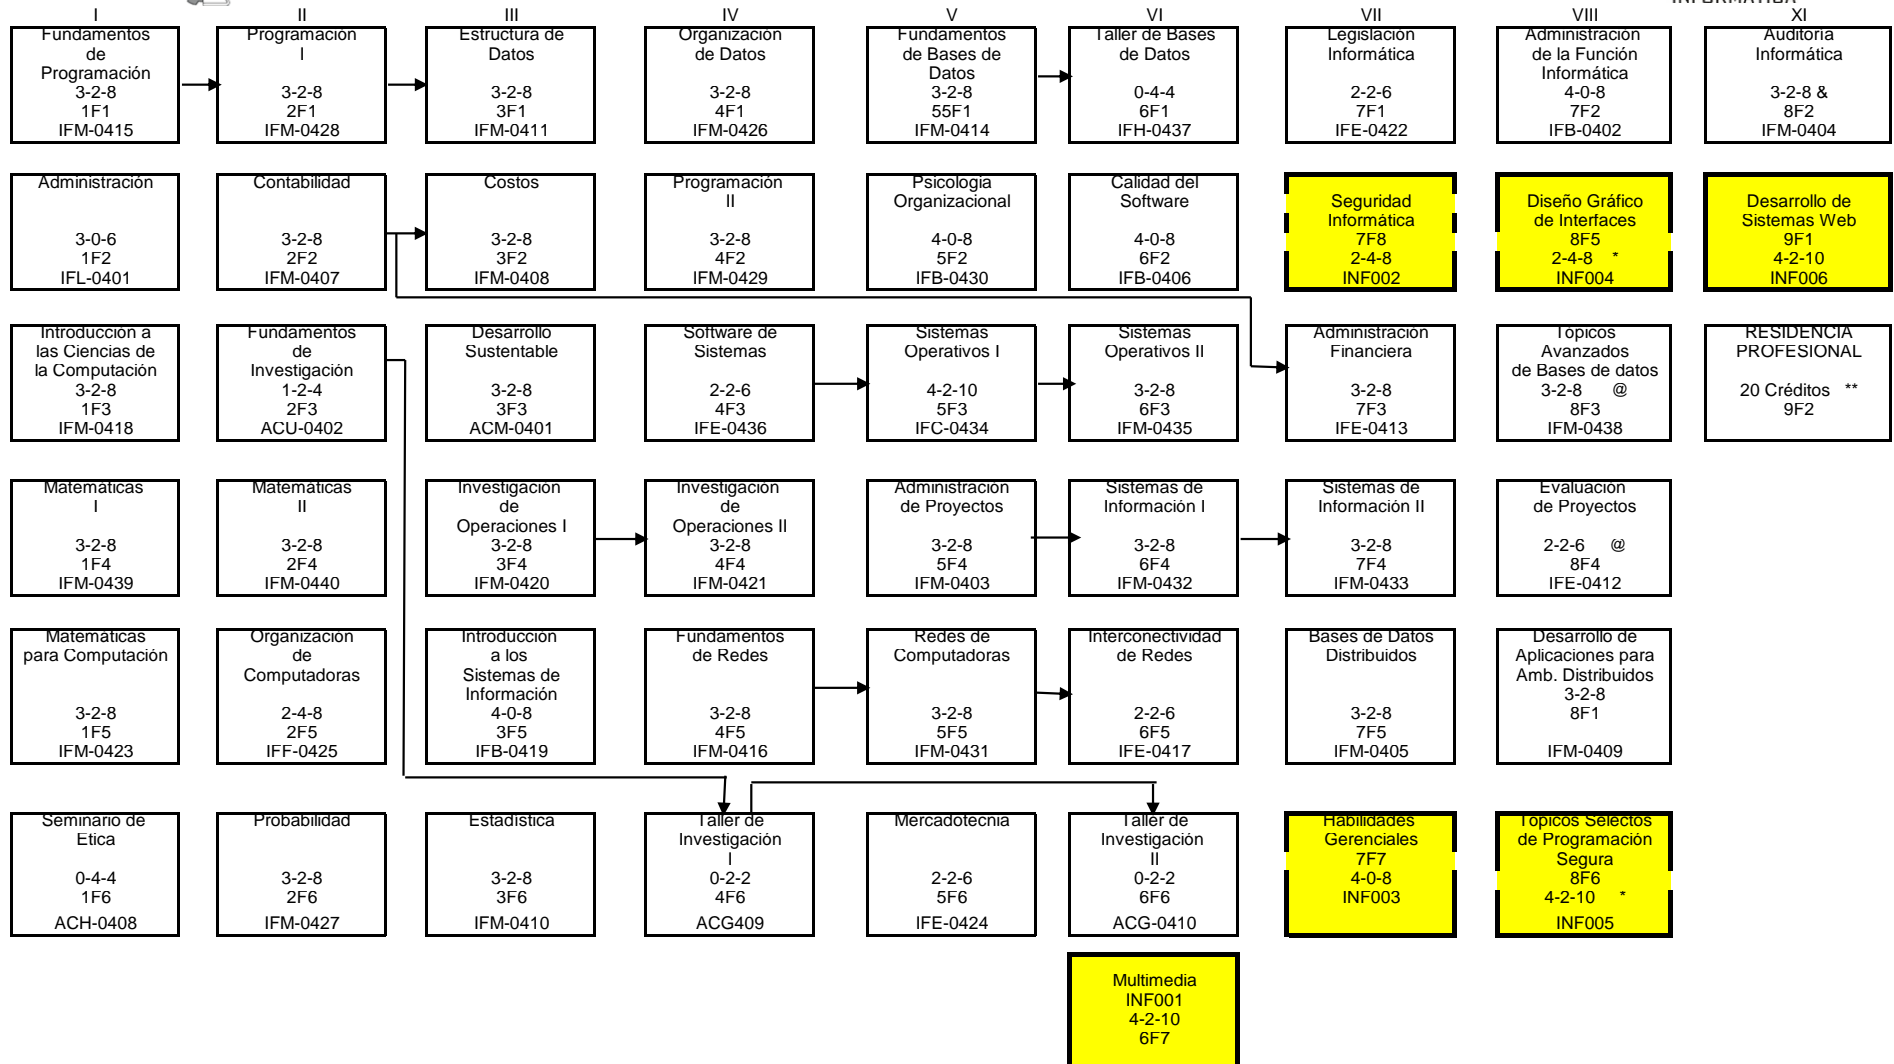 INFORMATICA
I
II
III
IV
V
VI
VII
VIII
XI
Fundamentos
de
Programación
3-2-8
1F1
IFM-0415
Programación
I
3-2-8
2F1
IFM-0428
Estructura de
Datos
3-2-8
3F1
IFM-0411
Organización
de Datos
3-2-8
4F1
IFM-0426
Fundamentos
de Bases de
Datos
3-2-8
55F1
IFM-0414
Taller de Bases
de Datos
0-4-4
6F1
IFH-0437
Legislación
Informática
2-2-6
7F1
IFE-0422
Administración
de la Función
Informática
4-0-8
7F2
IFB-0402
Auditoría
Informática
3-2-8 &
8F2
IFM-0404
Administración
3-0-6
1F2
IFL-0401
Contabilidad
3-2-8
2F2
IFM-0407
Costos
3-2-8
3F2
IFM-0408
Programación
II
3-2-8
4F2
IFM-0429
Psicología
Organizacional
4-0-8
5F2
IFB-0430
Calidad del
Software
4-0-8
6F2
IFB-0406
Seguridad
Informática
7F8
2-4-8
INF002
Diseño Gráfico
de Interfaces
8F5
2-4-8 *
INF004
Desarrollo de
Sistemas Web
9F1
4-2-10
INF006
Introducción a
las Ciencias de
la Computación
3-2-8
1F3
IFM-0418
Fundamentos
de
Investigación
1-2-4
2F3
ACU-0402
Desarrollo
Sustentable
3-2-8
3F3
ACM-0401
Software de
Sistemas
2-2-6
4F3
IFE-0436
Sistemas
Operativos I
4-2-10
5F3
IFC-0434
Sistemas
Operativos II
3-2-8
6F3
IFM-0435
Administración
Financiera
3-2-8
7F3
IFE-0413
Tópicos
Avanzados
de Bases de datos
3-2-8 @
8F3
IFM-0438
RESIDENCIA
PROFESIONAL
20 Créditos **
9F2
Matemáticas
I
3-2-8
1F4
IFM-0439
Matemáticas
II
3-2-8
2F4
IFM-0440
Investigación
de
Operaciones I
3-2-8
3F4
IFM-0420
Investigación
de
Operaciones II
3-2-8
4F4
IFM-0421
Administración
de Proyectos
3-2-8
5F4
IFM-0403
Sistemas de
Información I
3-2-8
6F4
IFM-0432
Sistemas de
Información II
3-2-8
7F4
IFM-0433
Evaluación
de Proyectos
2-2-6 @
8F4
IFE-0412
Matemáticas
para Computación
3-2-8
1F5
IFM-0423
Organización
de
Computadoras
2-4-8
2F5
IFF-0425
Introducción
a los
Sistemas de
Información
4-0-8
3F5
IFB-0419
Fundamentos
de Redes
3-2-8
4F5
IFM-0416
Redes de
Computadoras
3-2-8
5F5
IFM-0431
Interconectividad
de Redes
2-2-6
6F5
IFE-0417
Bases de Datos
Distribuidos
3-2-8
7F5
IFM-0405
Desarrollo de
Aplicaciones para
Amb. Distribuidos
3-2-8
8F1
IFM-0409
Seminario de
Etica
0-4-4
1F6
ACH-0408
Probabilidad
3-2-8
2F6
IFM-0427
Estadística
3-2-8
3F6
IFM-0410
Taller de
Investigación
I
0-2-2
4F6
ACG409
Mercadotecnia
2-2-6
5F6
IFE-0424
Taller de
Investigación
II
0-2-2
6F6
ACG-0410
Habilidades
Gerenciales
7F7
4-0-8
INF003
Tópicos Selectos
de Programación
Segura
8F6
4-2-10 *
INF005
Multimedia
INF001
4-2-10
6F7